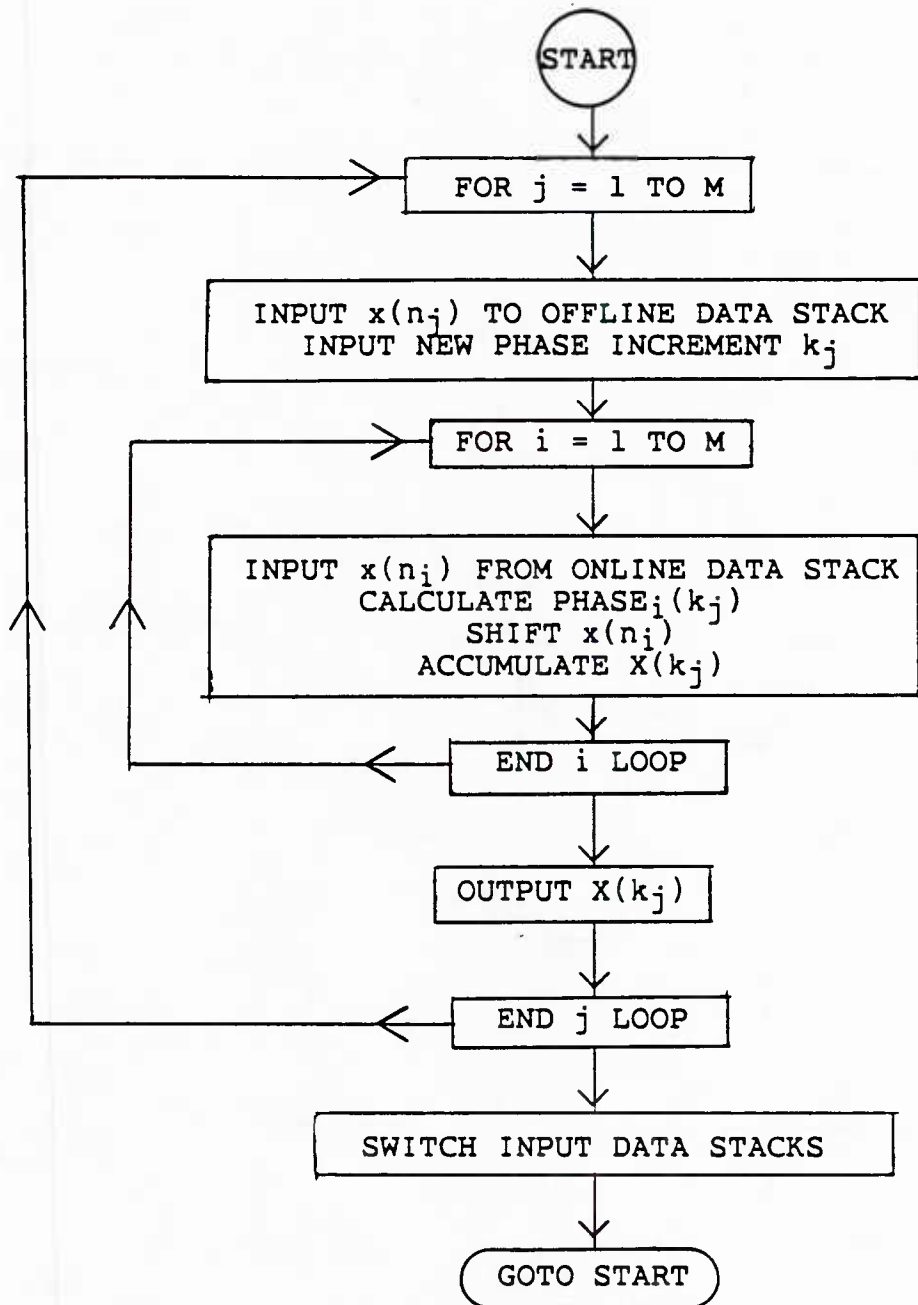 START
FOR j = 1 TO M
INPUT x(nj) TO OFFLINE DATA STACK
INPUT NEW PHASE INCREMENT kj
FOR i = 1 TO M
INPUT x(ni) FROM ONLINE DATA STACK
CALCULATE PHASEi(kj)
SHIFT x(ni)
ACCUMULATE X(kj)
END i LOOP
OUTPUT X(kj)
END j LOOP
SWITCH INPUT DATA STACKS
GOTO START